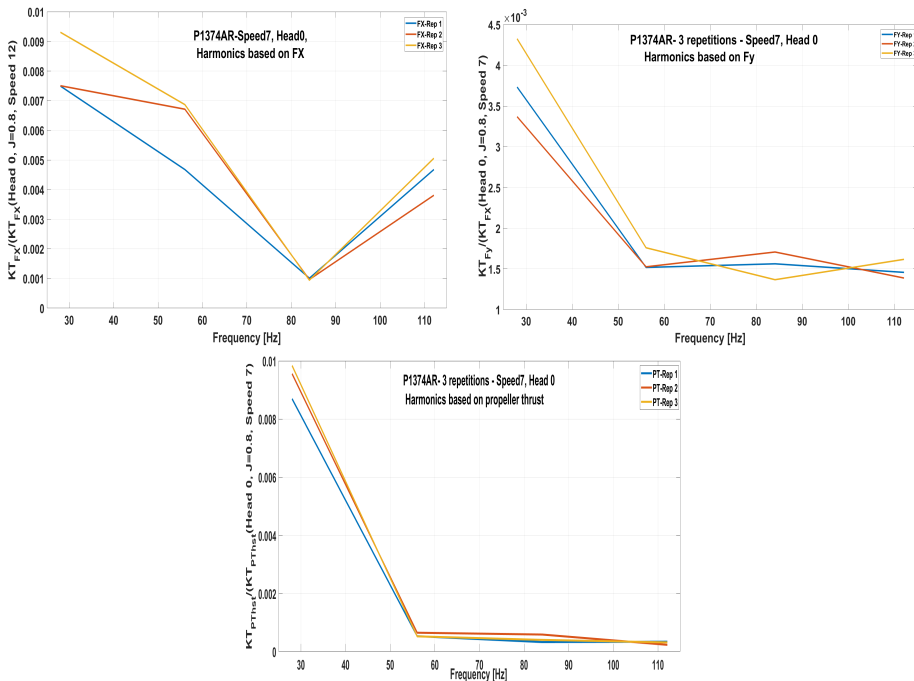 P1374AR-Speed7, Head0,
Harmonics based on FX
FX-Rep 1
FX-Rep 2
FX-Rep 3
0.01
0.009
0.008
0.007
0.006
0.005
0.004
0.003
0.002
0.001
0
30 40 50 60 70 80 90 100 110
Frequency [Hz]
KT_FX/(KT_FX(Head 0, J=0.8, Speed 12)
×10^-3
P1374AR- 3 repetitions - Speed7, Head 0
Harmonics based on Fy
FY-Rep
FY-Rep
FY-Rep
4.5
4
3.5
3
2.5
2
1.5
1
30 40 50 60 70 80 90 100 110
Frequency [Hz]
KT_Fy/(KT_FX(Head 0, J=0.8, Speed 7)
P1374AR- 3 repetitions - Speed7, Head 0
Harmonics based on propeller thrust
PT-Rep 1
PT-Rep 2
PT-Rep 3
0.01
0.008
0.006
0.004
0.002
0
30 40 50 60 70 80 90 100 110
Frequency [Hz]
KT_PThst/(KT_PThst(Head 0, J=0.8, Speed 7)